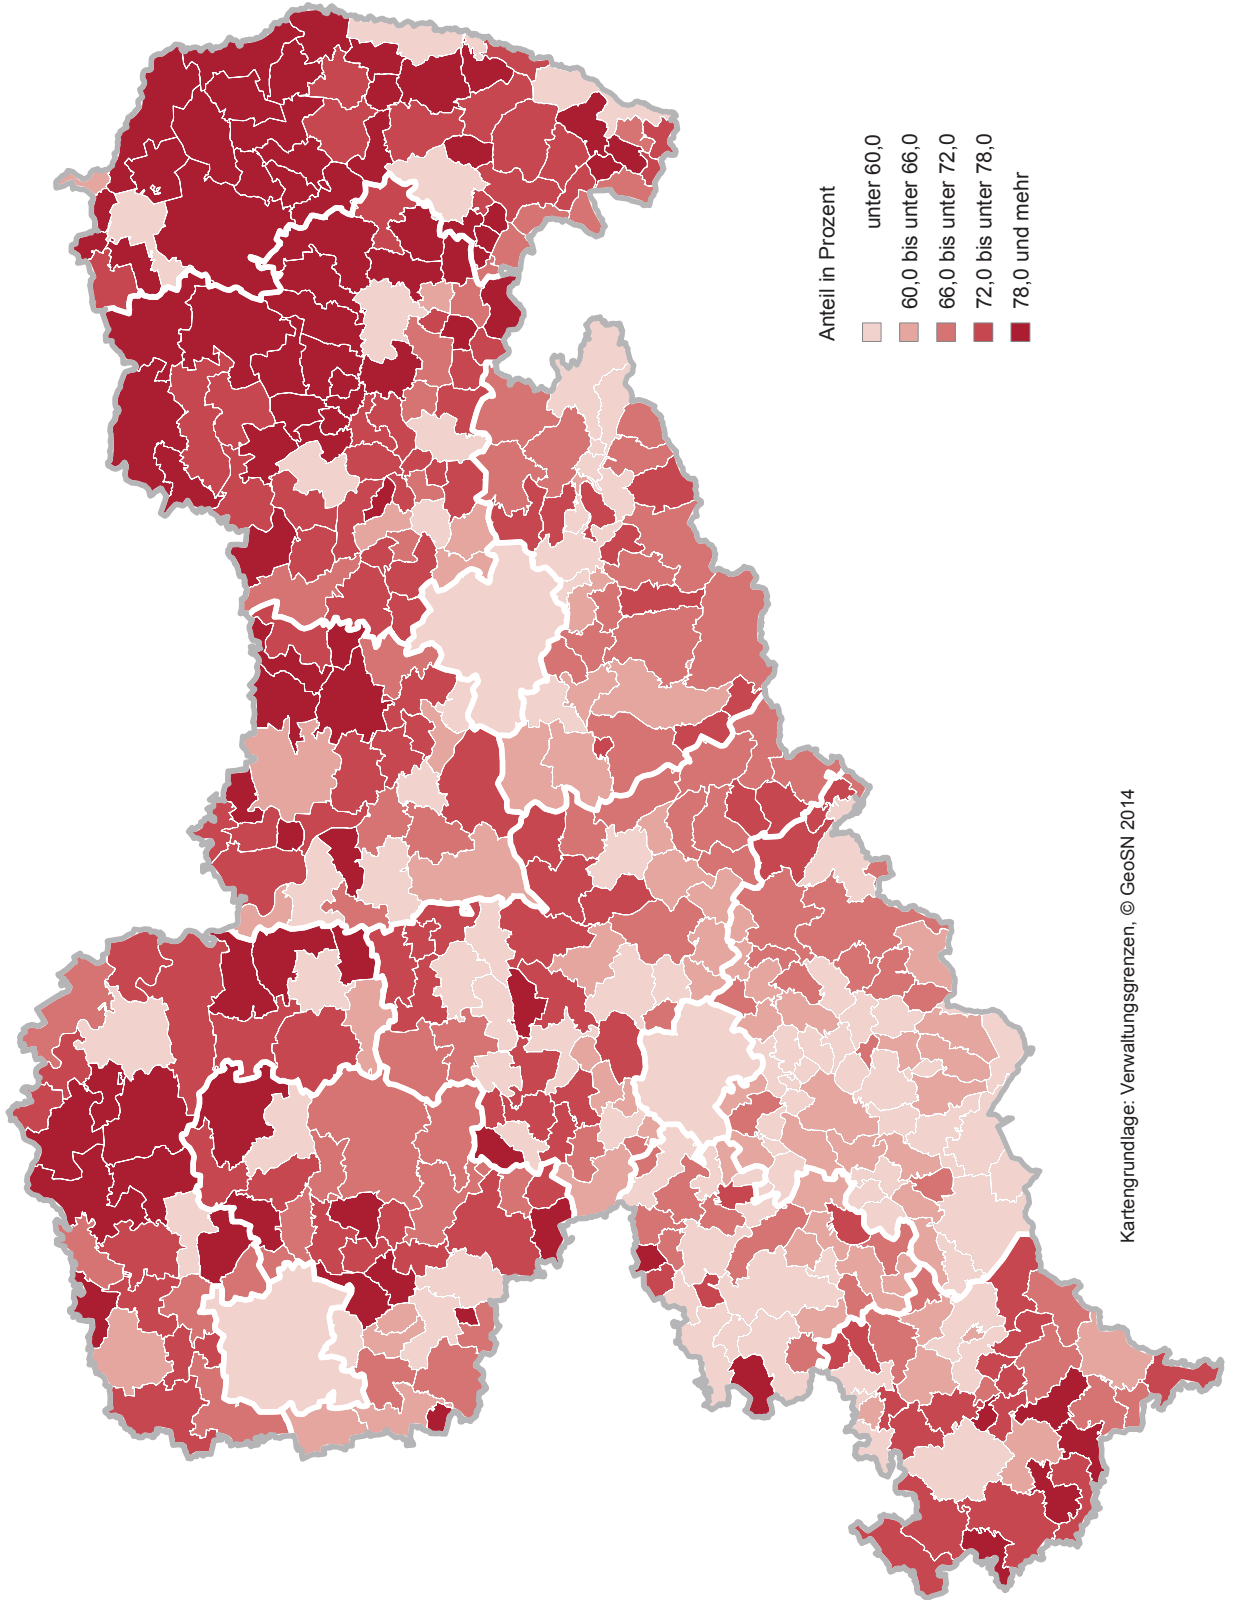 Anteil in Prozent
unter 60,0
60,0 bis unter 66,0
66,0 bis unter 72,0
72,0 bis unter 78,0
78,0 und mehr
Kartengrundlage: Verwaltungsgrenzen, © GeoSN 2014